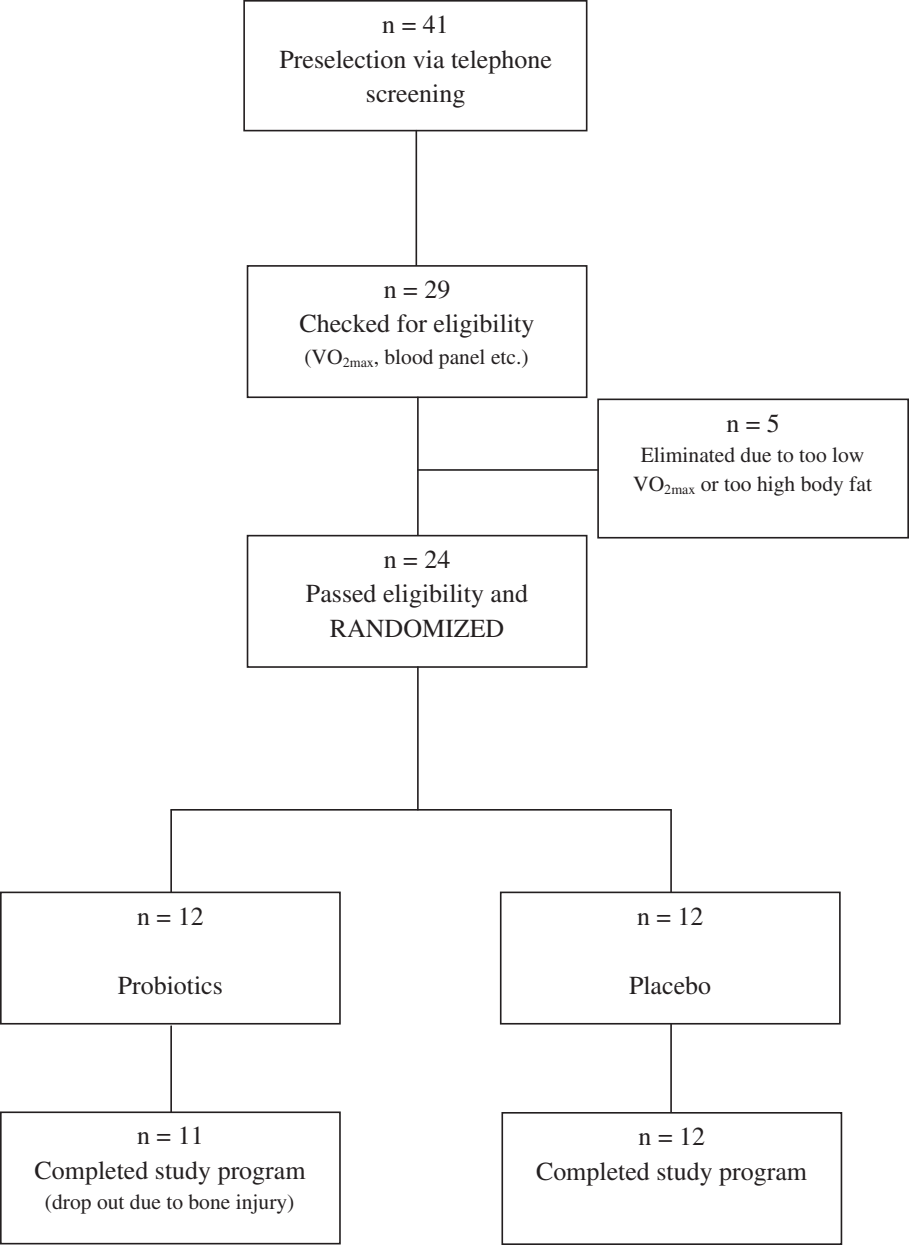 n = 41
Preselection via telephone
screening
n = 29
Checked for eligibility
(VO₂max, blood panel etc.)
n = 5
Eliminated due to too low
VO₂max or too high body fat
n = 24
Passed eligibility and
RANDOMIZED
n = 12
Probiotics
n = 12
Placebo
n = 11
Completed study program
(drop out due to bone injury)
n = 12
Completed study program